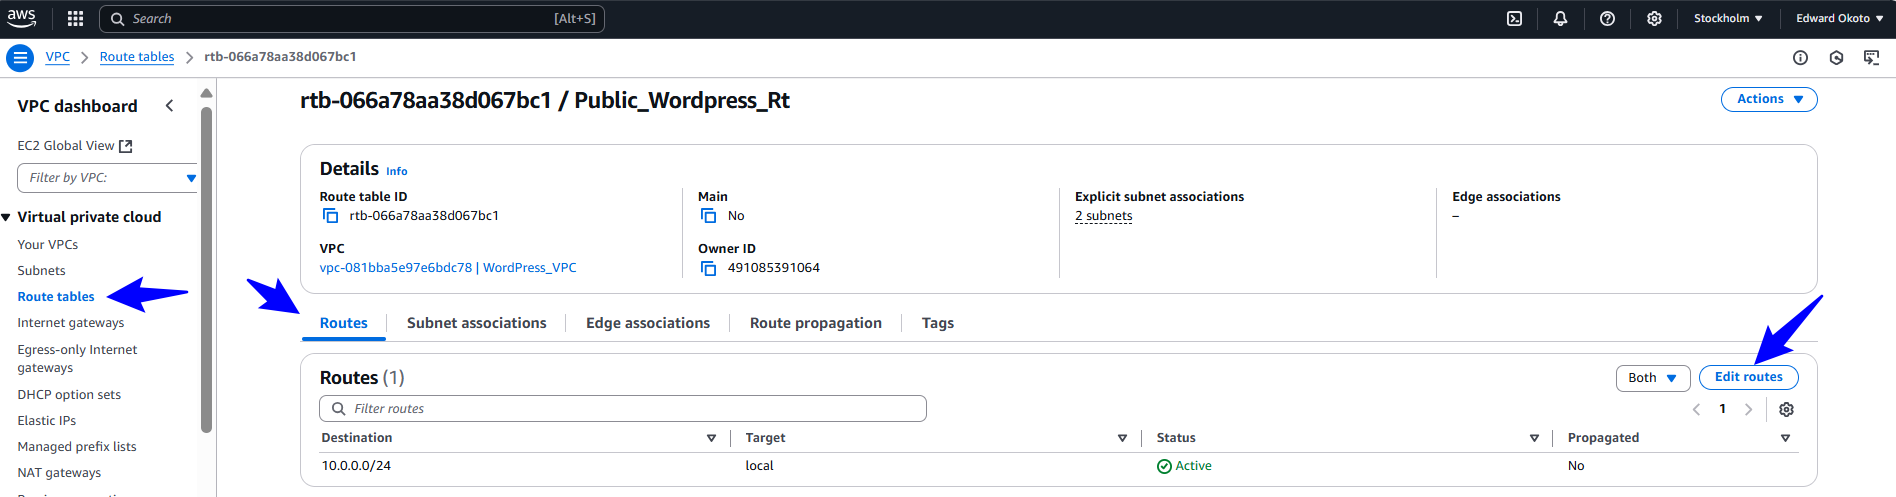 aws
Search
[Alt+S]
Stockholm
Edward Okoto
VPC
Route tables
rtb-066a78aa38d067bc1
VPC dashboard
EC2 Global View
Filter by VPC:
Virtual private cloud
Your VPCs
Subnets
Route tables
Internet gateways
Egress-only Internet
gateways
DHCP option sets
Elastic IPs
Managed prefix lists
NAT gateways
rtb-066a78aa38d067bc1 / Public_Wordpress_Rt
Actions
Details Info
Route table ID
rtb-066a78aa38d067bc1
Main
No
Explicit subnet associations
2 subnets
Edge associations
–
VPC
vpc-081bba5e97e6bdc78 | WordPress_VPC
Owner ID
491085391064
Routes
Subnet associations
Edge associations
Route propagation
Tags
Routes (1)
Both
Edit routes
Filter routes
1
Destination
Target
Status
Propagated
10.0.0.0/24
local
Active
No